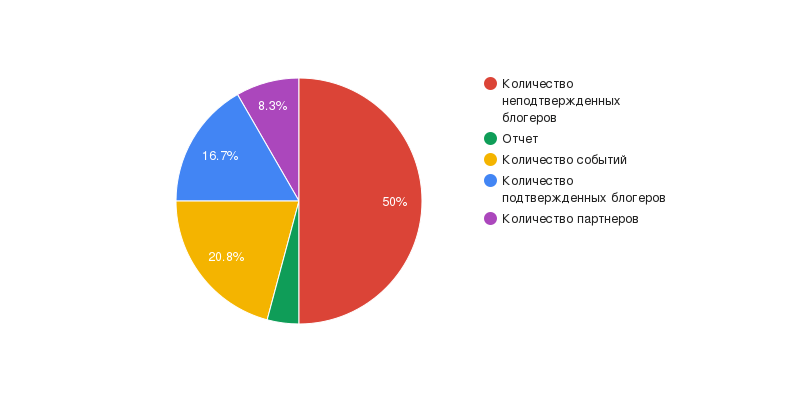 8.3%
16.7%
50%
20.8%
Количество
неподтвержденных
блогеров
Отчет
Количество событий
Количество
подтвержденных блогеров
Количество партнеров